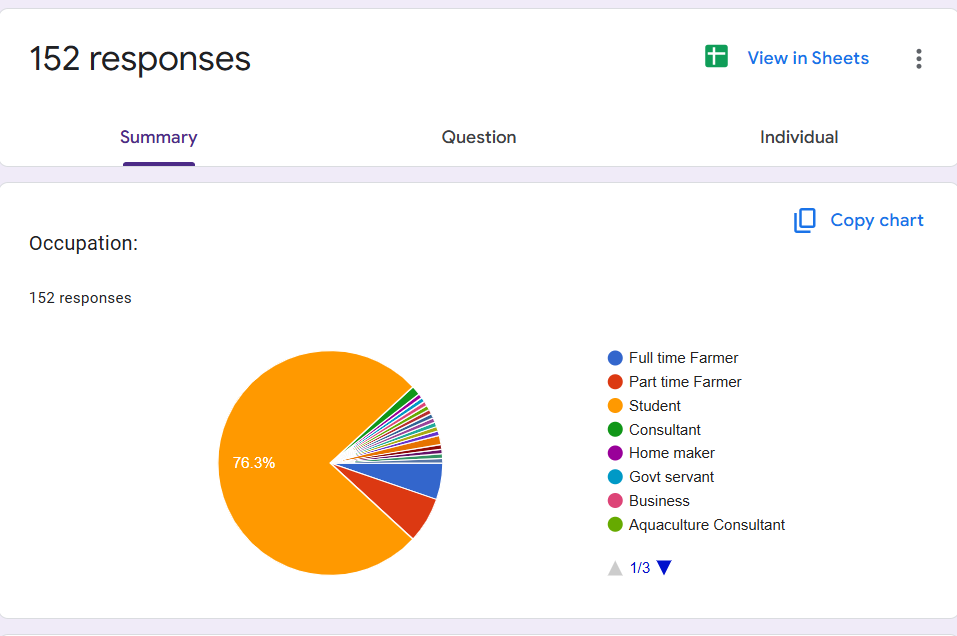 152 responses
View in Sheets
Summary
Question
Individual
Copy chart
Occupation:
152 responses
76.3%
Full time Farmer
Part time Farmer
Student
Consultant
Home maker
Govt servant
Business
Aquaculture Consultant
1/3